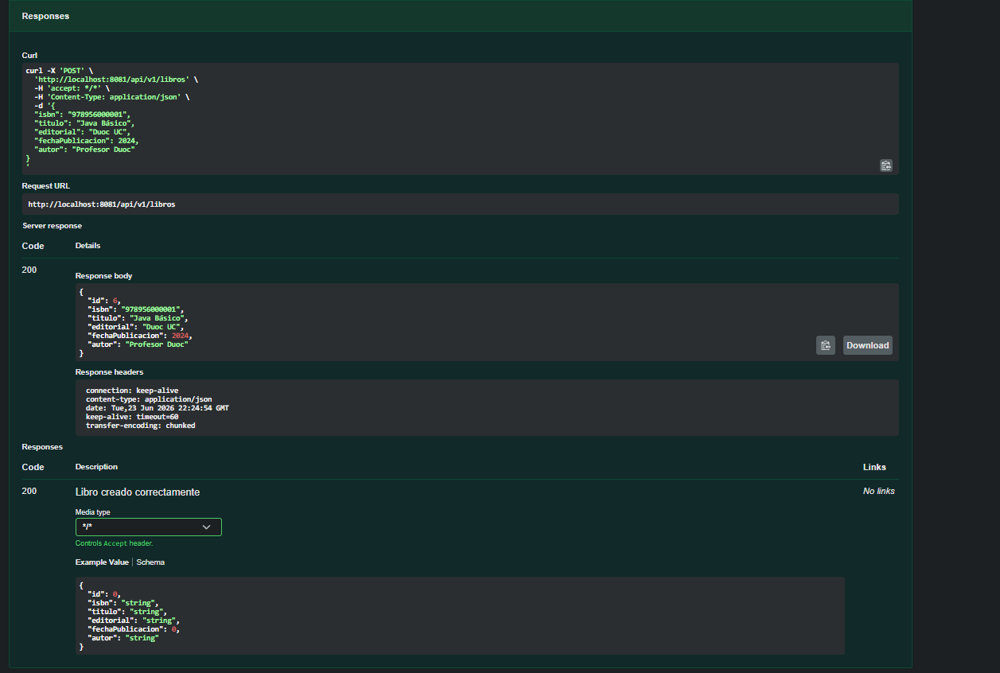 Responses
Curl
curl -X 'POST' \
  'http://localhost:8081/api/v1/libros' \
  -H 'accept: */*' \
  -H 'Content-Type: application/json' \
  -d '{
  "isbn": "978956000001",
  "titulo": "Java Básico",
  "editorial": "Duoc UC",
  "fechaPublicacion": 2024,
  "autor": "Profesor Duoc"
}
'
Request URL
http://localhost:8081/api/v1/libros
Server response
Code Details
200
Response body
{
  "id": 6,
  "isbn": "978956000001",
  "titulo": "Java Básico",
  "editorial": "Duoc UC",
  "fechaPublicacion": 2024,
  "autor": "Profesor Duoc"
}
Download
Response headers
connection: keep-alive
content-type: application/json
date: Tue,23 Jun 2026 22:24:54 GMT
keep-alive: timeout=60
transfer-encoding: chunked
Responses
Code Description Links
200 Libro creado correctamente No links
Media type
*/*
Controls Accept header.
Example Value | Schema
{
  "id": 0,
  "isbn": "string",
  "titulo": "string",
  "editorial": "string",
  "fechaPublicacion": 0,
  "autor": "string"
}